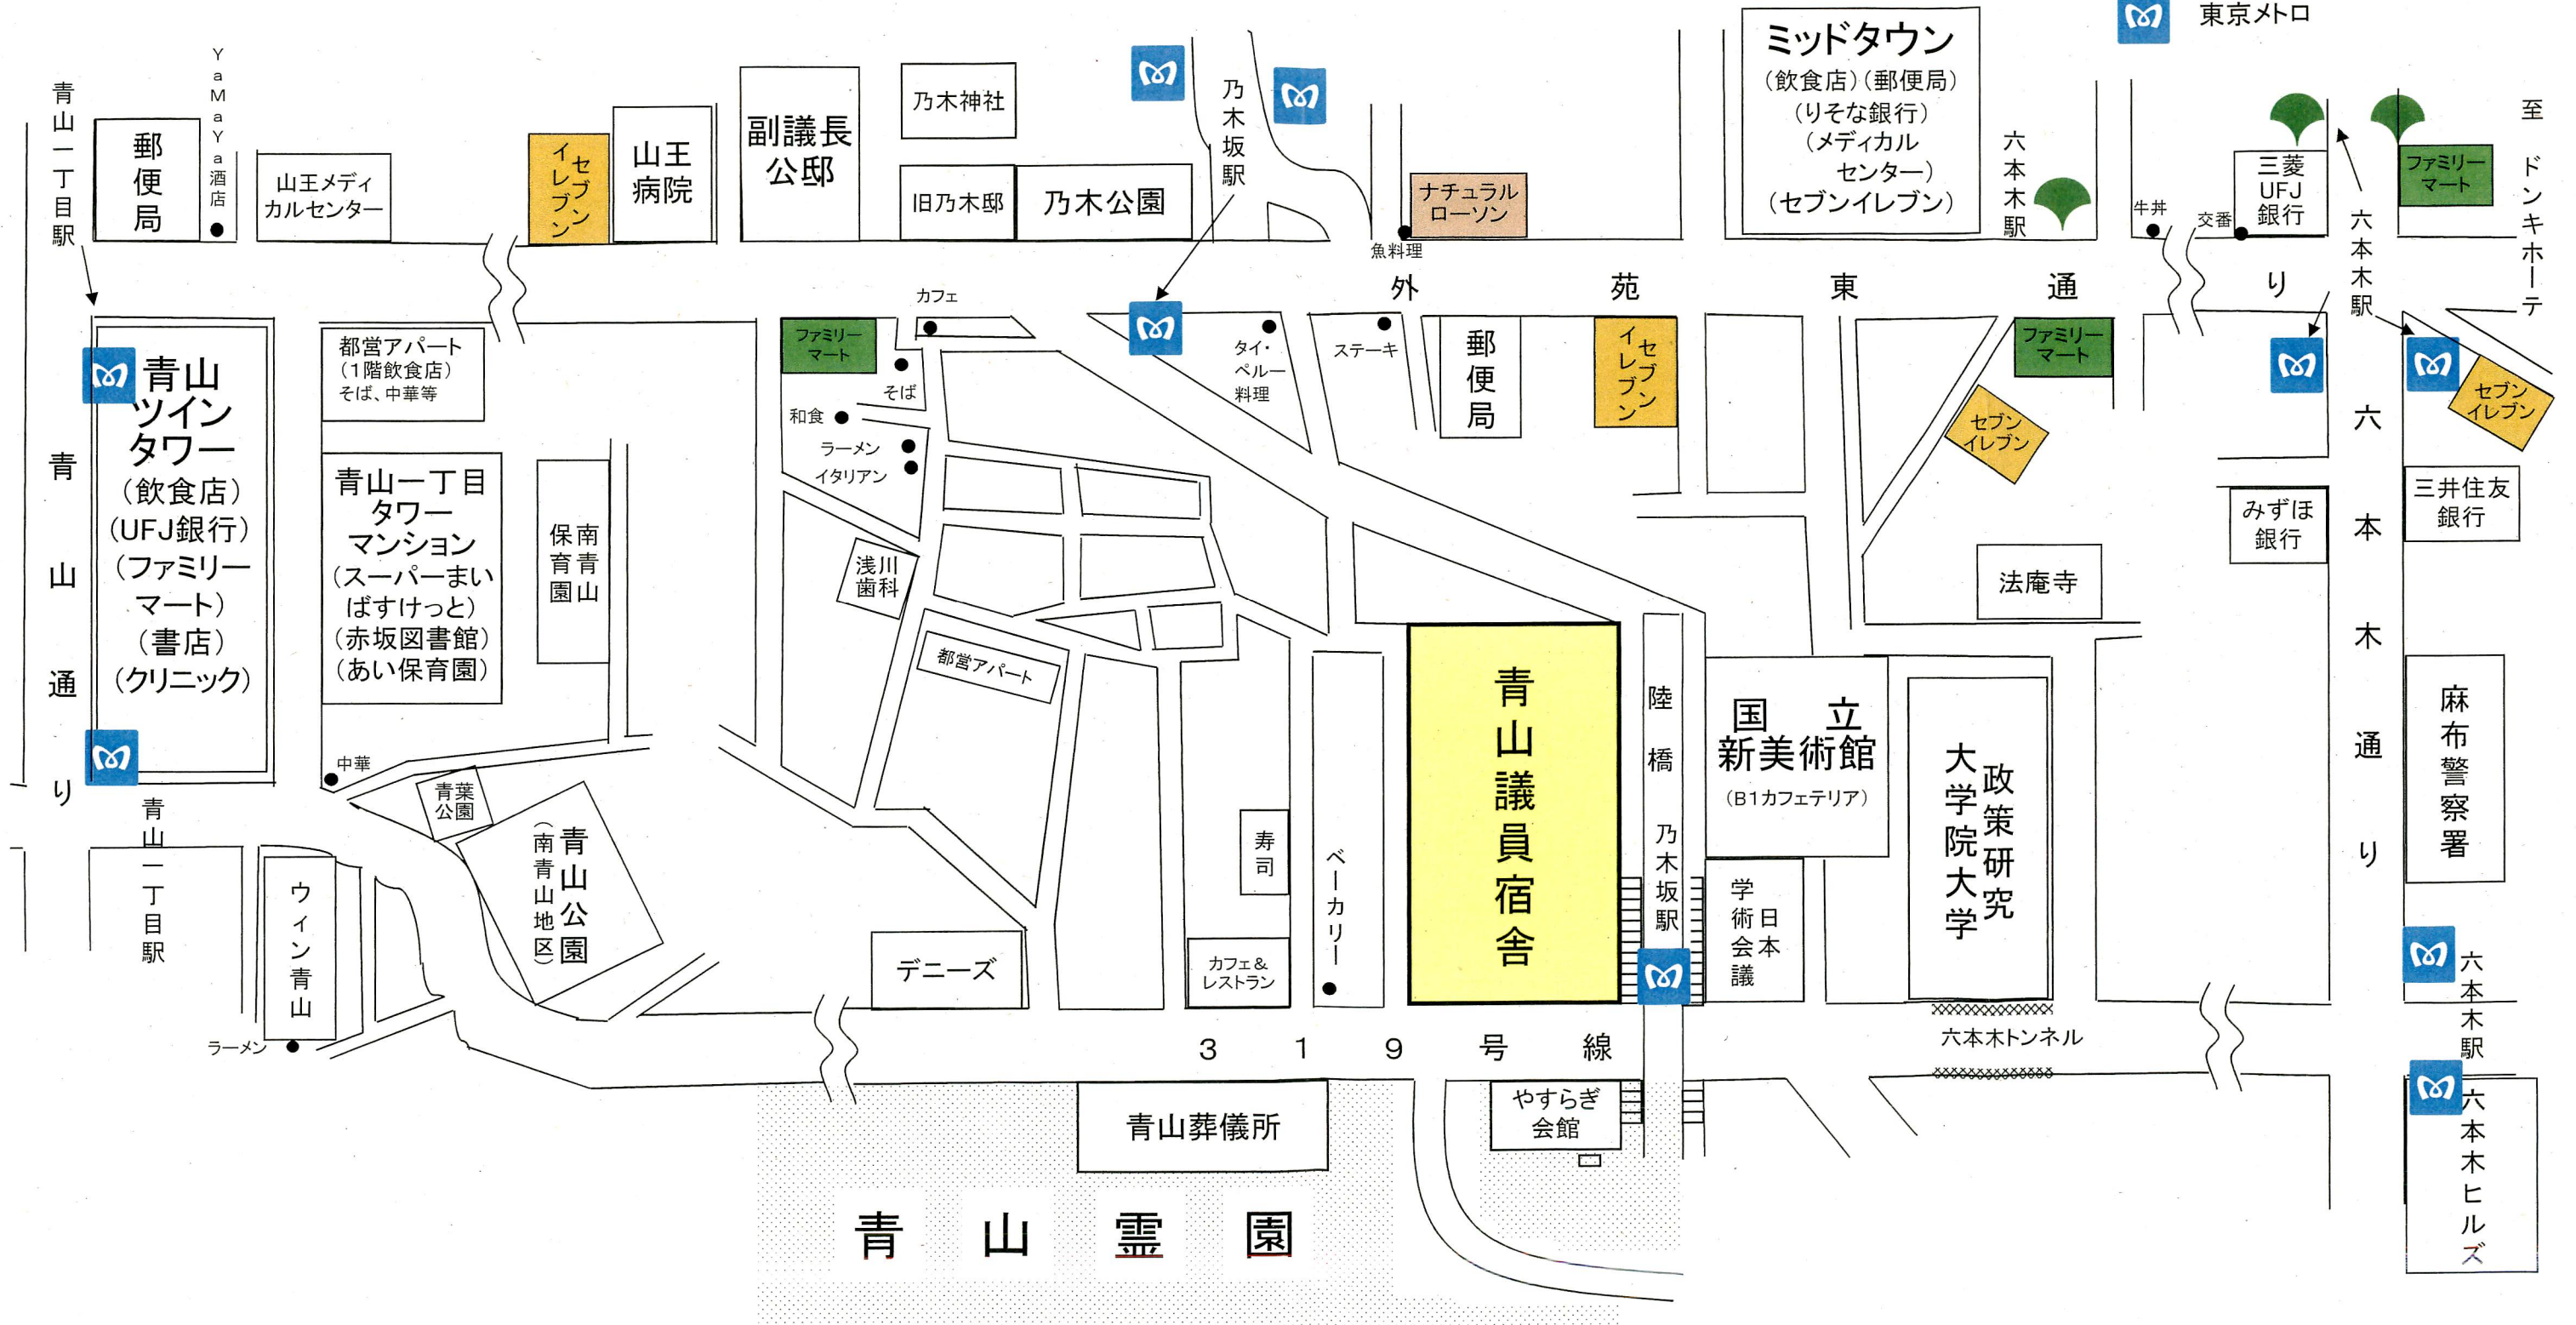 東京メトロ
青山一丁目駅
郵便局
YaMaYa酒店
山王メディ
カルセンター
セブン
イレブン
山王
病院
副議長
公邸
乃木神社
旧乃木邸
乃木公園
乃木坂駅
ナチュラル
ローソン
魚料理
ミッドタウン
(飲食店)(郵便局)
(りそな銀行)
(メディカル
センター)
(セブンイレブン)
六本木駅
牛丼
交番
三菱
UFJ
銀行
六本木駅
ファミリー
マート
至 ドンキホーテ
外苑東通り
青山通り
青山
ツイン
タワー
(飲食店)
(UFJ銀行)
(ファミリー
マート)
(書店)
(クリニック)
都営アパート
(1階飲食店)
そば、中華等
青山一丁目
タワー
マンション
(スーパーまい
ばすけっと)
(赤坂図書館)
(あい保育園)
南青山
保育園
ファミリー
マート
カフェ
そば
和食
ラーメン
イタリアン
浅川
歯科
都営アパート
タイ・
ペルー
料理
ステーキ
郵便局
セブン
イレブン
ファミリー
マート
セブン
イレブン
法庵寺
みずほ
銀行
六本木通り
セブン
イレブン
三井住友
銀行
麻布警察署
中華
青葉
公園
青山公園
(南青山地区)
青山一丁目駅
ウィン青山
ラーメン
デニーズ
寿司
カフェ&
レストラン
ベーカリー
青山議員宿舎
陸橋
乃木坂駅
国立
新美術館
(B1カフェテリア)
日本
学術会議
政策研究
大学院大学
六本木トンネル
六本木駅
六本木ヒルズ
319号線
青山葬儀所
やすらぎ
会館
青山霊園